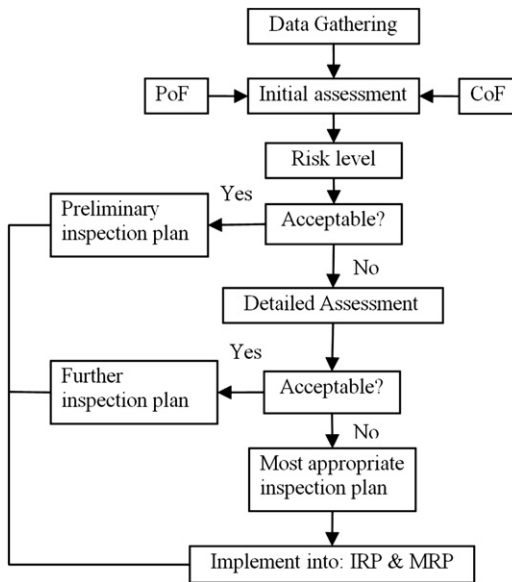 Data Gathering
PoF
Initial assessment
CoF
Risk level
Yes
Preliminary
inspection plan
Acceptable?
No
Detailed Assessment
Yes
Further
inspection plan
Acceptable?
No
Most appropriate
inspection plan
Implement into: IRP & MRP